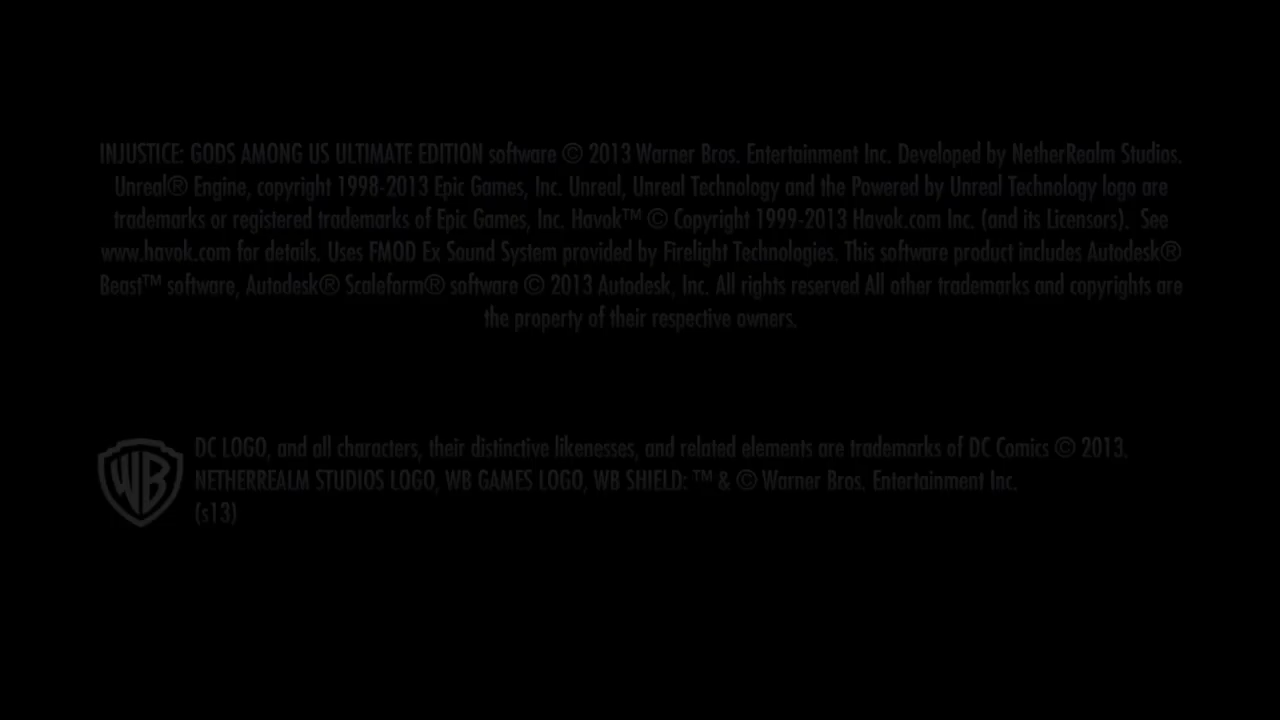 INJUSTICE: GODS AMONG US ULTIMATE EDITION software © 2013 Warner Bros. Entertainment Inc. Developed by NetherRealm Studios.
Unreal® Engine, copyright 1998-2013 Epic Games, Inc. Unreal, Unreal Technology and the Powered by Unreal Technology logo are
trademarks or registered trademarks of Epic Games, Inc. Havok™ © Copyright 1999-2013 Havok.com Inc. (and its Licensors).  See
www.havok.com for details. Uses FMOD Ex Sound System provided by Firelight Technologies. This software product includes Autodesk®
Beast™ software, Autodesk® Scaleform® software © 2013 Autodesk, Inc. All rights reserved All other trademarks and copyrights are
the property of their respective owners.
WB
DC LOGO, and all characters, their distinctive likenesses, and related elements are trademarks of DC Comics © 2013.
NETHERREALM STUDIOS LOGO, WB GAMES LOGO, WB SHIELD: ™ & © Warner Bros. Entertainment Inc.
(s13)